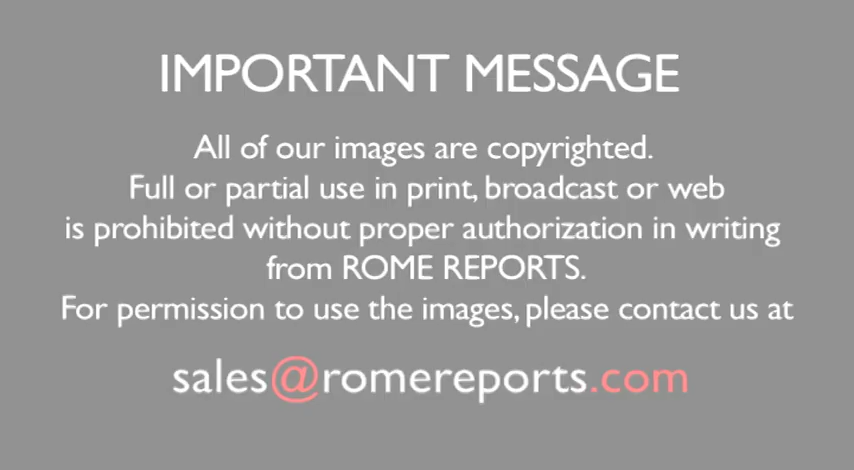 IMPORTANT MESSAGE
All of our images are copyrighted.
Full or partial use in print, broadcast or web
is prohibited without proper authorization in writing
from ROME REPORTS.
For permission to use the images, please contact us at
sales@romereports.com